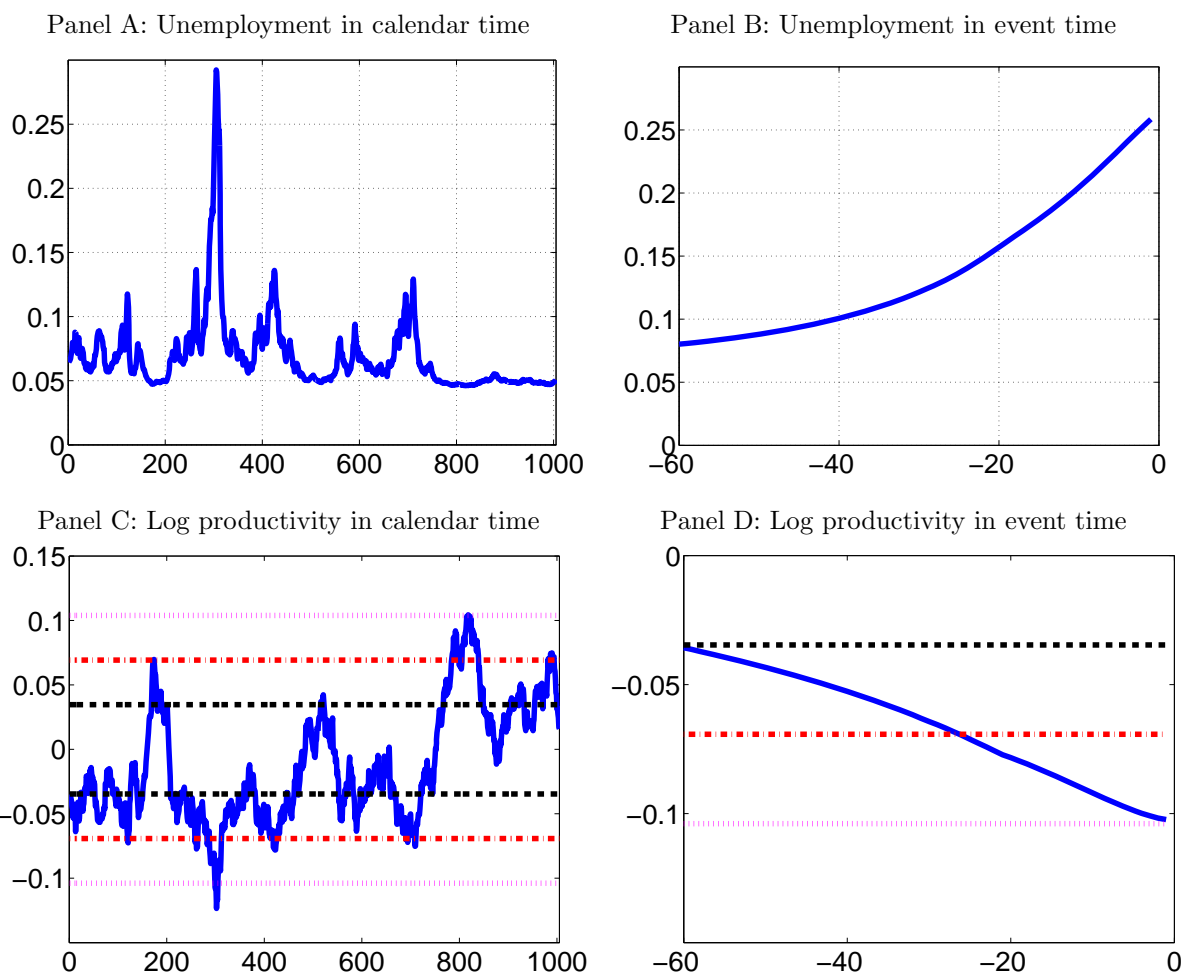 Panel A: Unemployment in calendar time
Panel B: Unemployment in event time
0.25
0.2
0.15
0.1
0.05
0
0 200 400 600 800 1000
0.25
0.2
0.15
0.1
0.05
0
−60 −40 −20 0
Panel C: Log productivity in calendar time
Panel D: Log productivity in event time
0.15
0.1
0.05
0
−0.05
−0.1
0 200 400 600 800 1000
0
−0.05
−0.1
−60 −40 −20 0